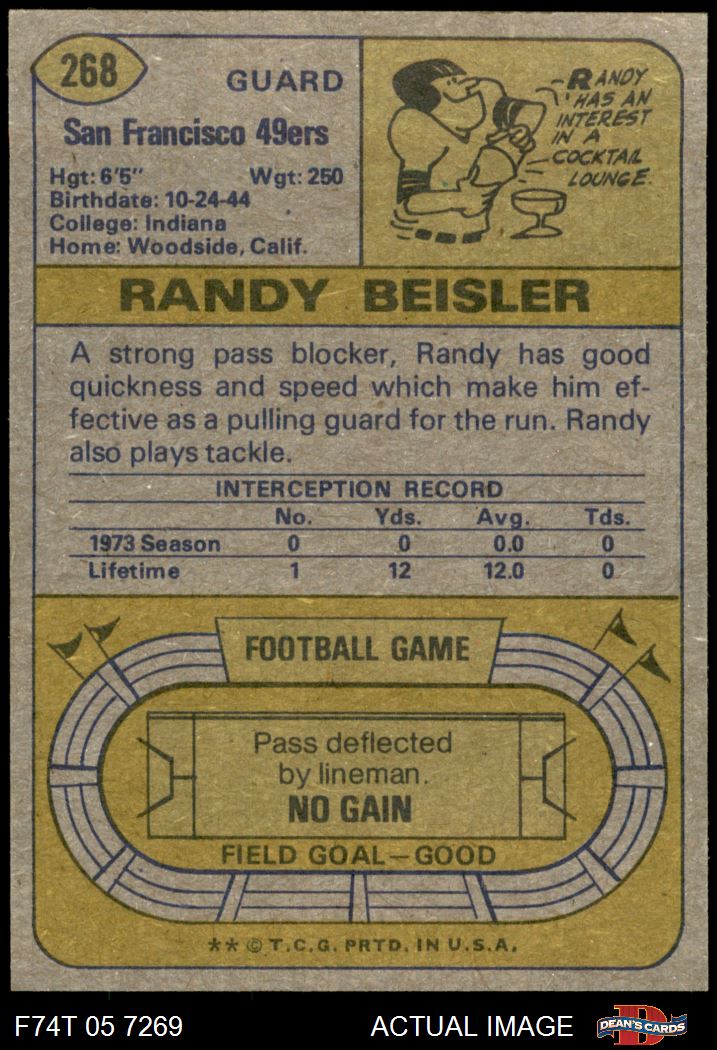 268
GUARD
San Francisco 49ers
Hgt: 6'5" Wgt: 250
Birthdate: 10-24-44
College: Indiana
Home: Woodside, Calif.
RANDY
HAS AN
INTEREST
IN A
COCKTAIL
LOUNGE.
RANDY BEISLER
A strong pass blocker, Randy has good
quickness and speed which make him ef-
fective as a pulling guard for the run. Randy
also plays tackle.
INTERCEPTION RECORD
No. Yds. Avg. Tds.
1973 Season 0 0 0.0 0
Lifetime 1 12 12.0 0
FOOTBALL GAME
Pass deflected
by lineman.
NO GAIN
FIELD GOAL—GOOD
** © T.C.G. PRTD. IN U.S.A.
F74T 05 7269 ACTUAL IMAGE
D
DEAN'S CARDS